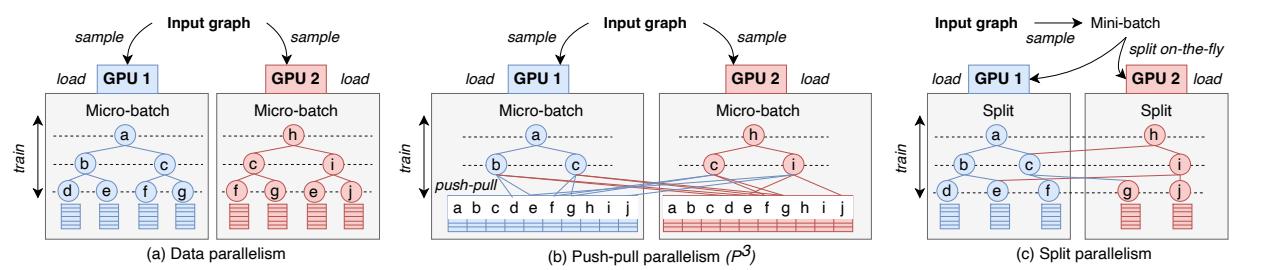 Input graph
sample sample
load GPU 1 GPU 2 load
Micro-batch Micro-batch
train
a h
b c c i
d e f g f g e j
(a) Data parallelism
Input graph
sample sample
load GPU 1 GPU 2 load
Micro-batch Micro-batch
train
a h
b c c i
push-pull
a b c d e f g h i j a b c d e f g h i j
(b) Push-pull parallelism (P³)
Input graph Mini-batch
sample
split on-the-fly
load GPU 1 GPU 2 load
Split Split
train
a h
b c i
d e f g j
(c) Split parallelism